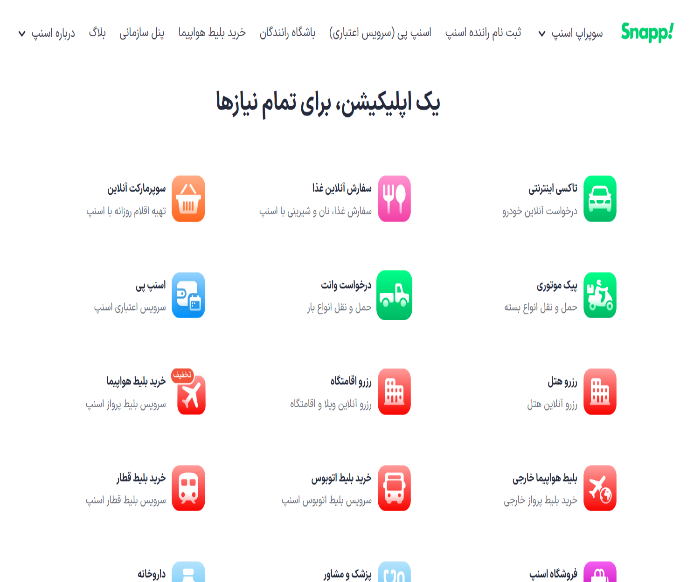 Snapp!
سوپراپ اسنپ
ثبت نام راننده اسنپ
اسنپ پی (سرویس اعتباری)
باشگاه رانندگان
خرید بلیط هواپیما
پنل سازمانی
بلاگ
درباره اسنپ
یک اپلیکیشن، برای تمام نیازها
تاکسی اینترنتی
درخواست آنلاین خودرو
سفارش آنلاین غذا
سفارش غذا، نان و شیرینی با اسنپ
سوپرمارکت آنلاین
تهیه اقلام روزانه با اسنپ
پیک موتوری
حمل و نقل انواع بسته
درخواست وانت
حمل و نقل انواع بار
اسنپ پی
سرویس اعتباری اسنپ
رزرو هتل
رزرو آنلاین هتل
رزرو اقامتگاه
رزرو آنلاین ویلا و اقامتگاه
تخفیف
خرید بلیط هواپیما
سرویس بلیط پرواز اسنپ
بلیط هواپیما خارجی
خرید بلیط پرواز خارجی
خرید بلیط اتوبوس
سرویس بلیط اتوبوس اسنپ
خرید بلیط قطار
سرویس بلیط قطار اسنپ
فروشگاه اسنپ
پزشک و مشاور
داروخانه